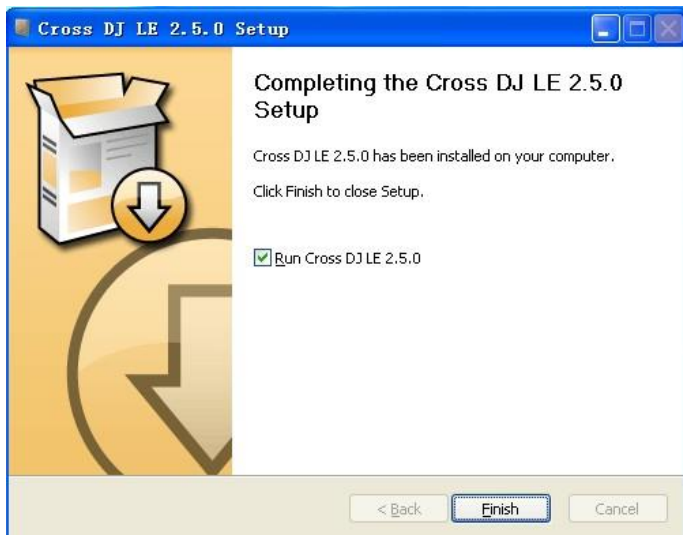 Cross DJ LE 2.5.0 Setup
Completing the Cross DJ LE 2.5.0
Setup
Cross DJ LE 2.5.0 has been installed on your computer.
Click Finish to close Setup.
Run Cross DJ LE 2.5.0
< Back Finish Cancel